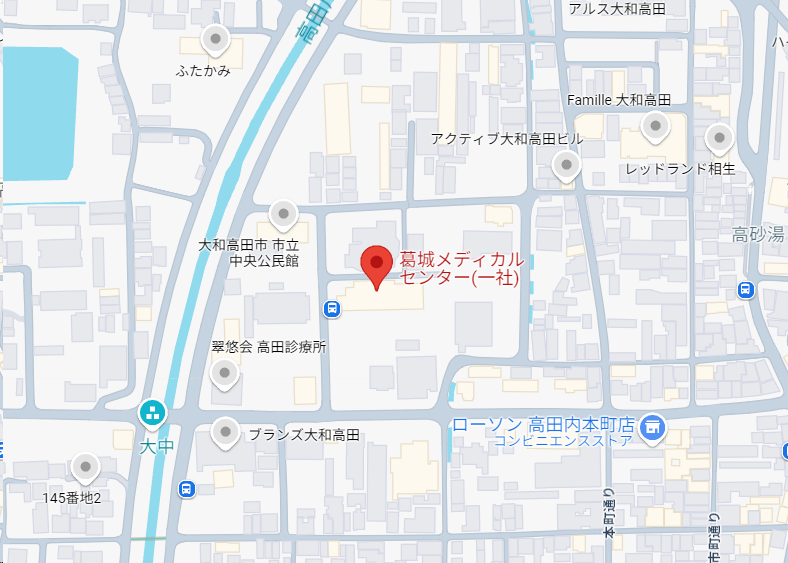 アルス大和高田
高田川
ふたかみ
Famille 大和高田
アクティブ大和高田ビル
レッドランド相生
高砂湯
大和高田市 市立
中央公民館
葛城メディカル
センター(一社)
翠悠会 高田診療所
ローソン 高田内本町店
コンビニエンスストア
ブランズ大和高田
大中
145番地2
本町通り
市町通り